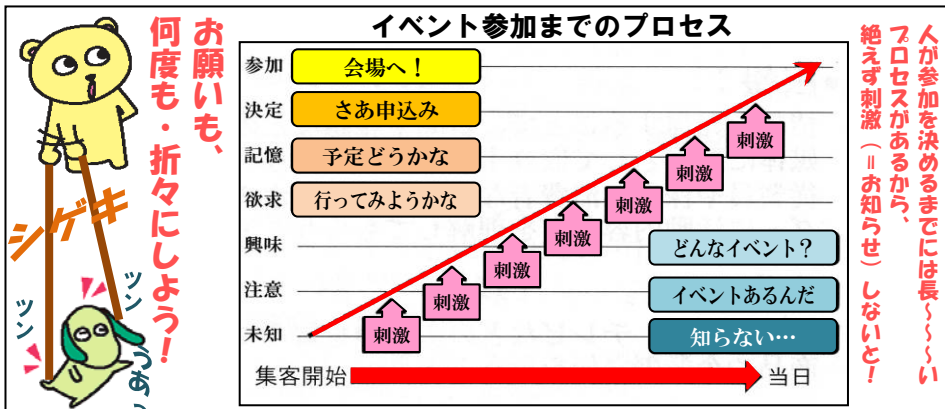 イベント参加までのプロセス
人が参加を決めるまでには長～～～い
プロセスがあるから、
絶えず刺激（＝お知らせ）しないと！
お願いも、
何度も・折々にしよう！
シゲキ
ツン
ツン
うあっ
参加
会場へ！
決定
さあ申込み
記憶
予定どうかな
欲求
行ってみようかな
興味
どんなイベント？
注意
イベントあるんだ
未知
知らない…
刺激
刺激
刺激
刺激
刺激
刺激
刺激
集客開始
当日